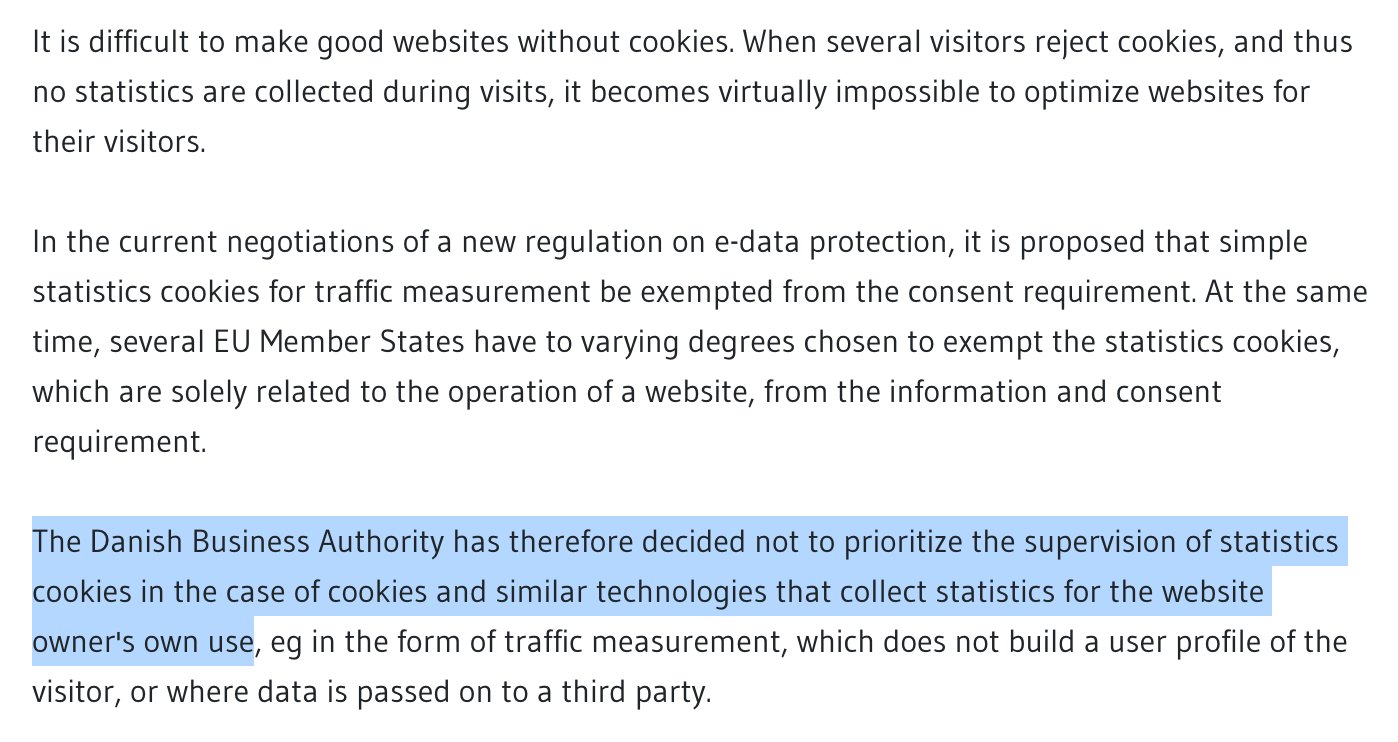 It is difficult to make good websites without cookies. When several visitors reject cookies, and thus
no statistics are collected during visits, it becomes virtually impossible to optimize websites for
their visitors.
In the current negotiations of a new regulation on e-data protection, it is proposed that simple
statistics cookies for traffic measurement be exempted from the consent requirement. At the same
time, several EU Member States have to varying degrees chosen to exempt the statistics cookies,
which are solely related to the operation of a website, from the information and consent
requirement.
The Danish Business Authority has therefore decided not to prioritize the supervision of statistics
cookies in the case of cookies and similar technologies that collect statistics for the website
owner's own use, eg in the form of traffic measurement, which does not build a user profile of the
visitor, or where data is passed on to a third party.